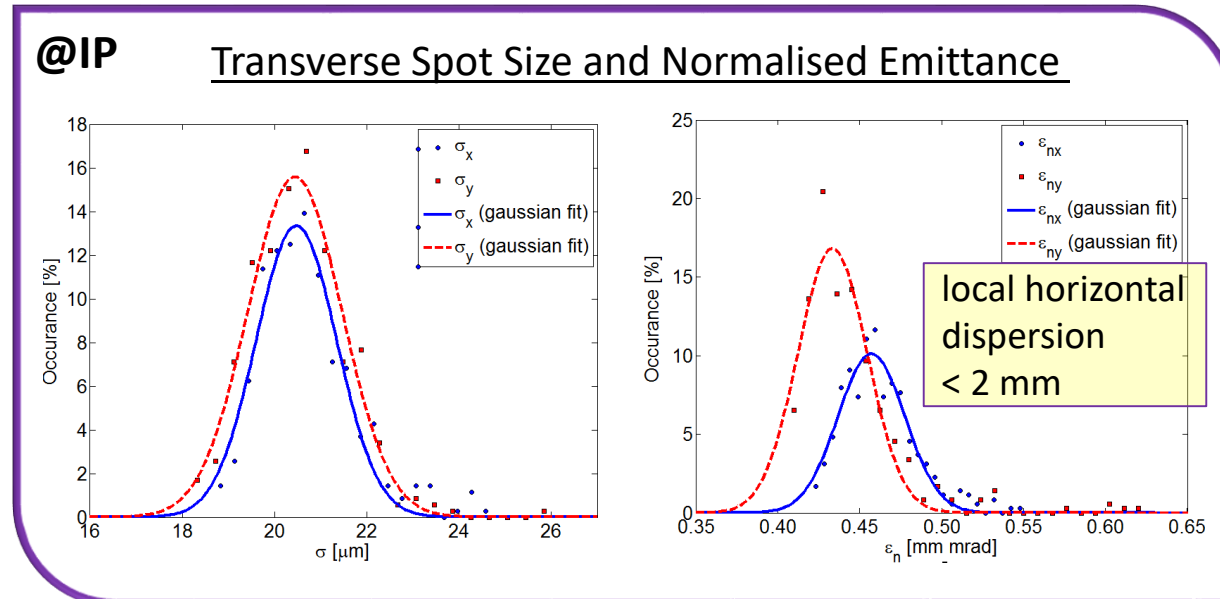 @IP
Transverse Spot Size and Normalised Emittance
18
16
14
12
10
8
6
4
2
0
Occurance [%]
16
18
20
22
24
26
σ [μm]
σx
σy
σx (gaussian fit)
σy (gaussian fit)
25
20
15
10
5
0
Occurance [%]
0.35
0.40
0.45
0.50
0.55
0.60
0.65
εn [mm mrad]
εnx
εny
εnx (gaussian fit)
εny (gaussian fit)
local horizontal
dispersion
< 2 mm